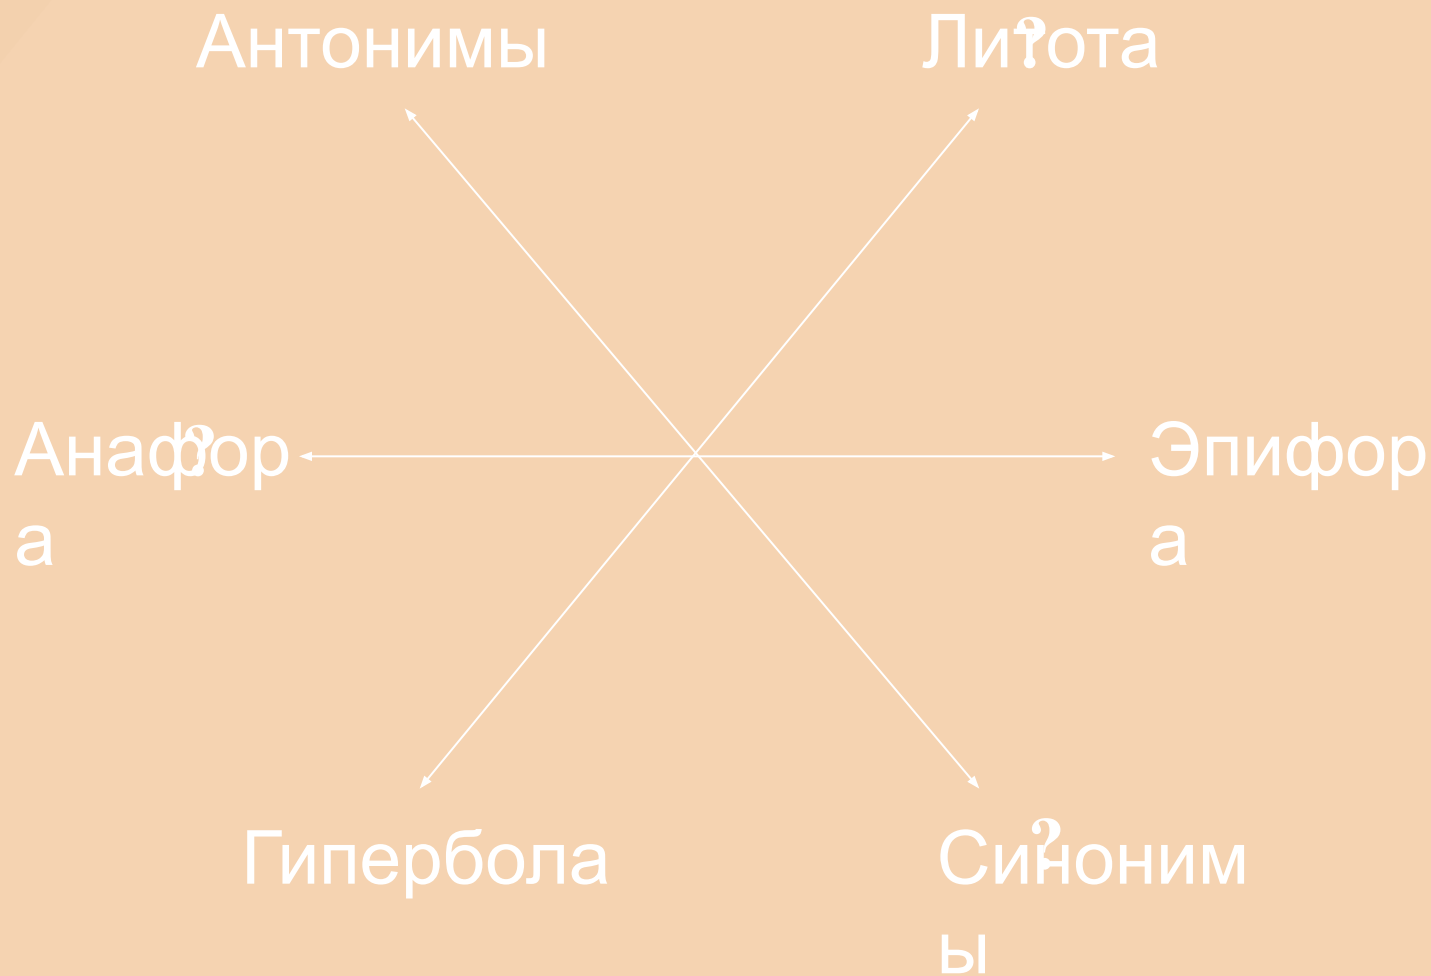 Антонимы
Литота
?
Анафор
а
?
Эпифор
а
Гипербола
Синоним
ы
?